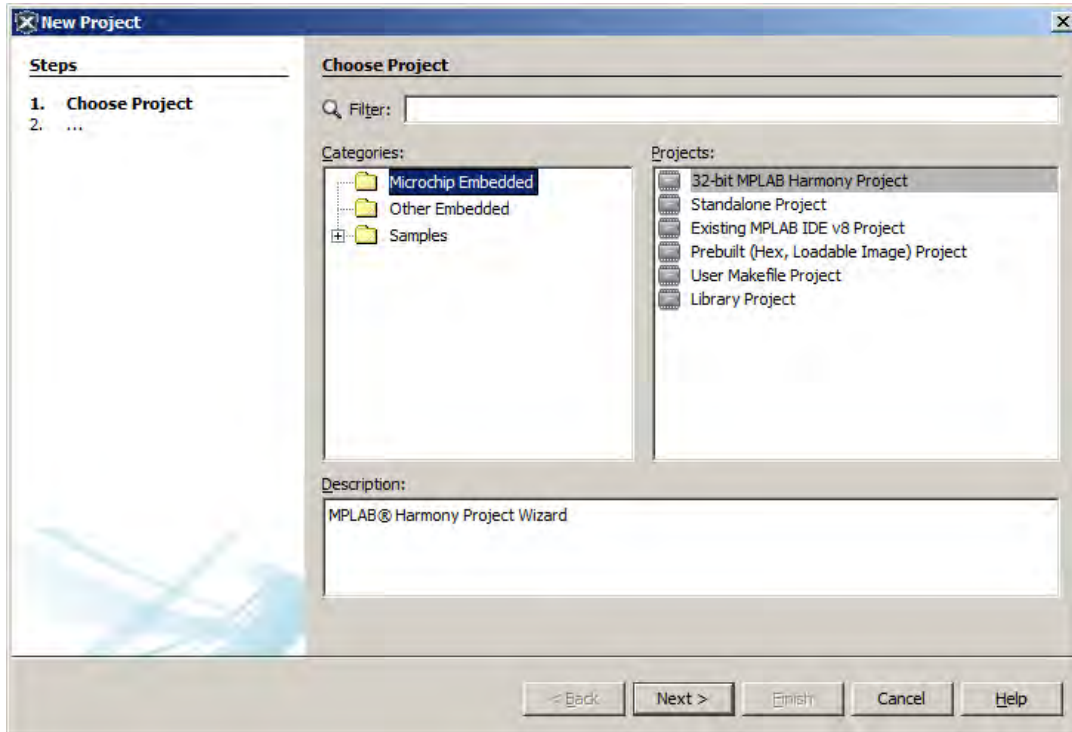 New Project
Steps
1. Choose Project
2. ...
Choose Project
Filter:
Categories:
Microchip Embedded
Other Embedded
Samples
Projects:
32-bit MPLAB Harmony Project
Standalone Project
Existing MPLAB IDE v8 Project
Prebuilt (Hex, Loadable Image) Project
User Makefile Project
Library Project
Description:
MPLAB® Harmony Project Wizard
< Back Next > Finish Cancel Help